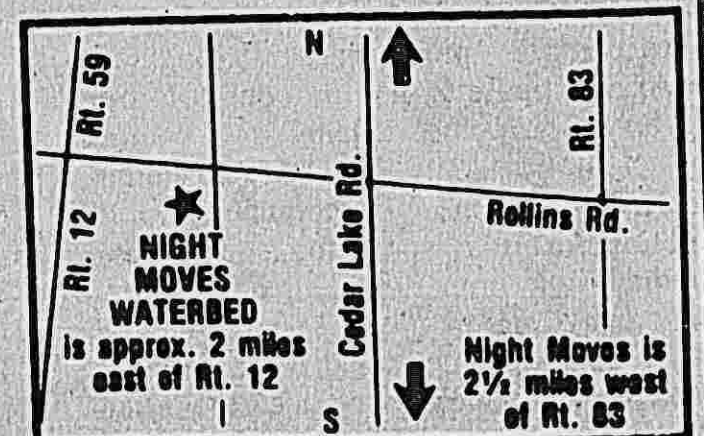 N
Rt. 59
Rt. 83
Cedar Lake Rd.
Rollins Rd.
Rt. 12
NIGHT
MOVES
WATERBED
is approx. 2 miles
east of Rt. 12
Night Moves is
2½ miles west
of Rt. 83
S